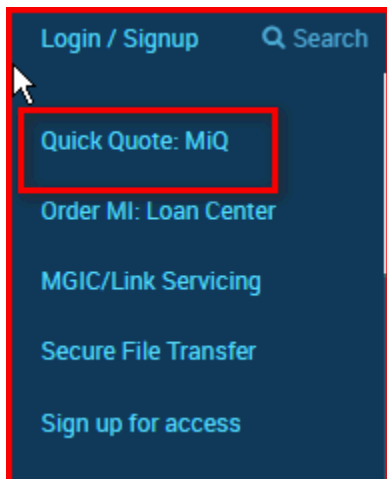 Login / Signup Search
Quick Quote: MiQ
Order MI: Loan Center
MGIC/Link Servicing
Secure File Transfer
Sign up for access